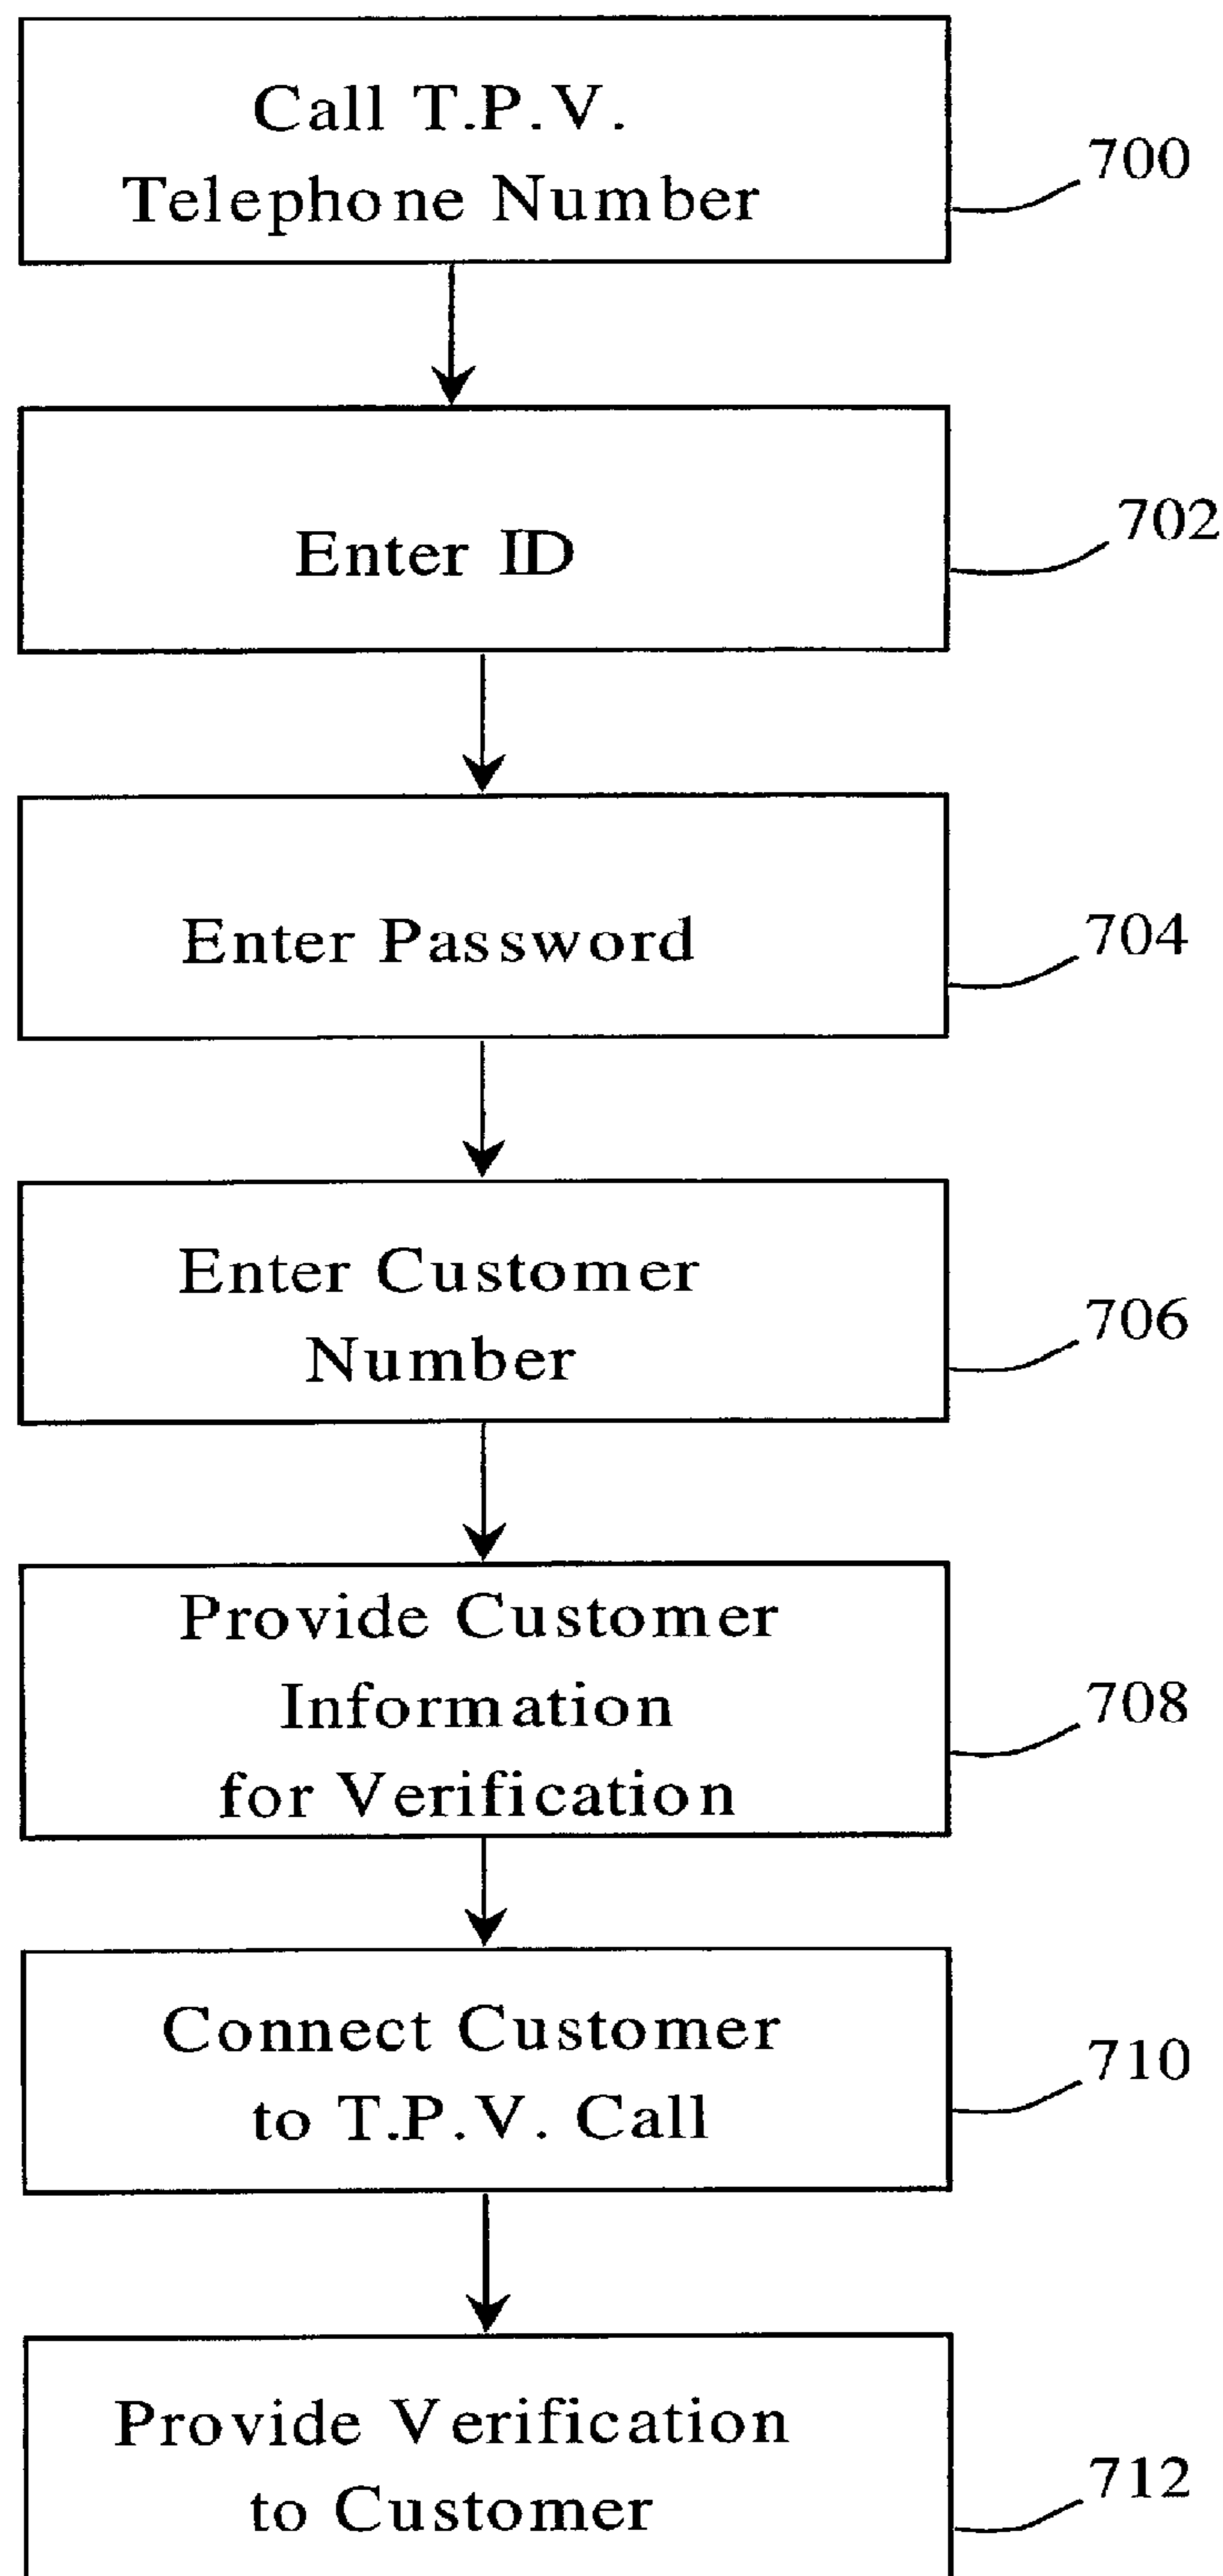 Call T.P.V.
Telephone Number
700
Enter ID
702
Enter Password
704
Enter Customer
Number
706
Provide Customer
Information
for Verification
708
Connect Customer
to T.P.V. Call
710
Provide Verification
to Customer
712